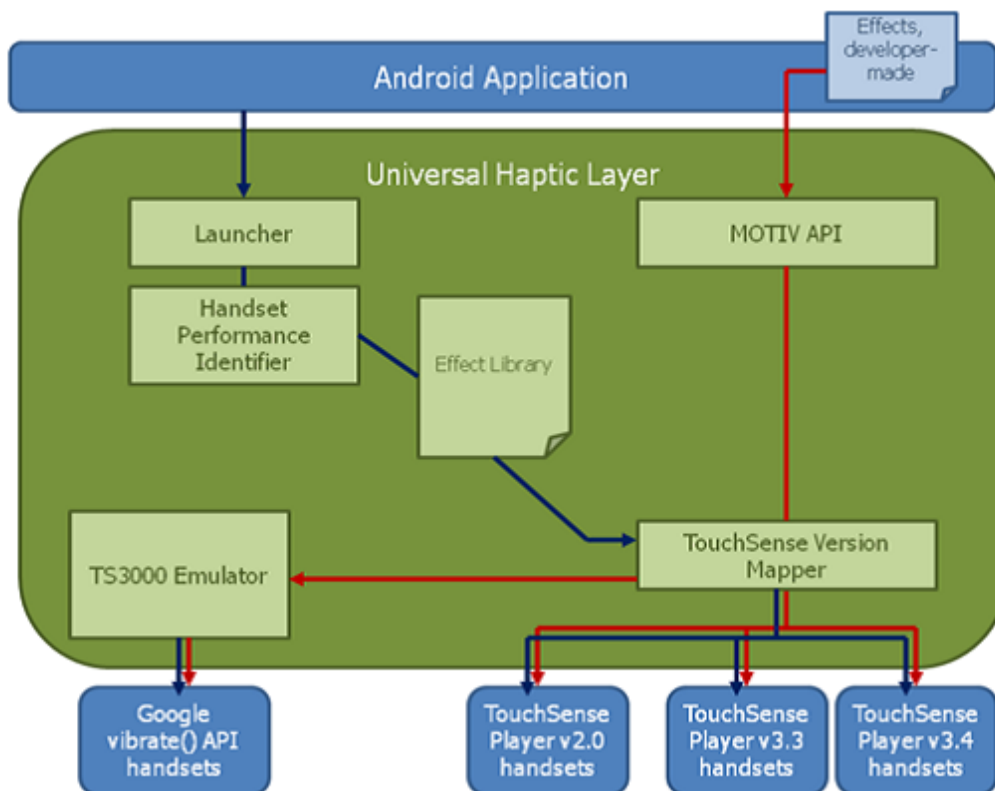 Effects,
developer-
made
Android Application
Universal Haptic Layer
Launcher
MOTIV API
Handset
Performance
Identifier
Effect Library
TS3000 Emulator
TouchSense Version
Mapper
Google
vibrate() API
handsets
TouchSense
Player v2.0
handsets
TouchSense
Player v3.3
handsets
TouchSense
Player v3.4
handsets